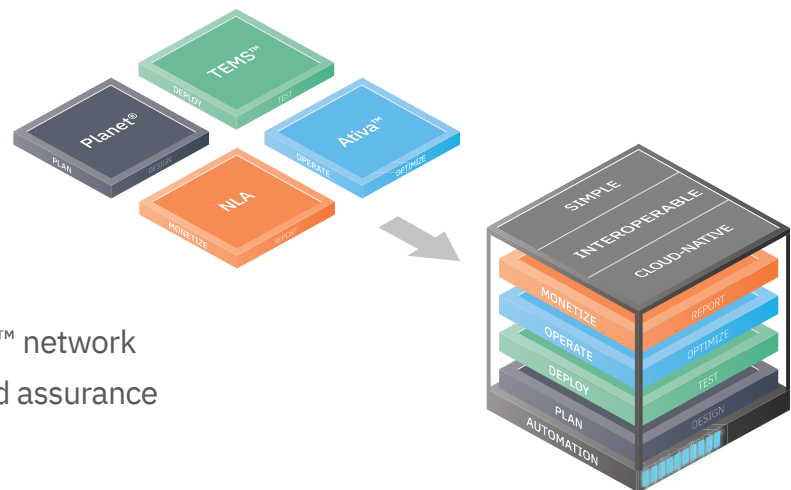 TEMS™
DEPLOY
TEST
Planet®
PLAN
DESIGN
Ativa™
OPERATE
OPTIMIZE
NLA
MONETIZE
REPORT
SIMPLE
INTEROPERABLE
CLOUD-NATIVE
MONETIZE
REPORT
OPERATE
OPTIMIZE
DEPLOY
TEST
PLAN
DESIGN
AUTOMATION
™ network
d assurance